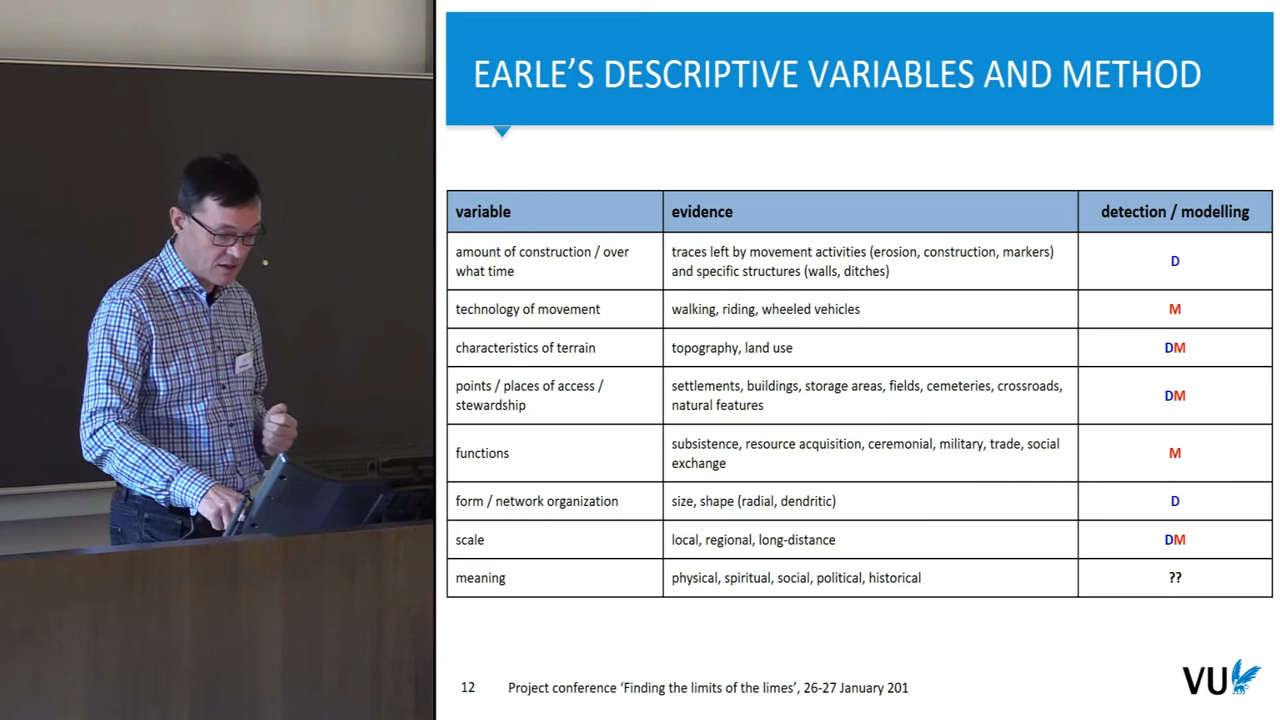 EARLE'S DESCRIPTIVE VARIABLES AND METHOD
variable evidence detection / modelling
amount of construction / over
what time
traces left by movement activities (erosion, construction, markers)
and specific structures (walls, ditches)
D
technology of movement walking, riding, wheeled vehicles M
characteristics of terrain topography, land use DM
points / places of access /
stewardship
settlements, buildings, storage areas, fields, cemeteries, crossroads,
natural features
DM
functions
subsistence, resource acquisition, ceremonial, military, trade, social
exchange
M
form / network organization size, shape (radial, dendritic) D
scale local, regional, long-distance DM
meaning physical, spiritual, social, political, historical ??
12 Project conference ‘Finding the limits of the limes’, 26-27 January 201
VU